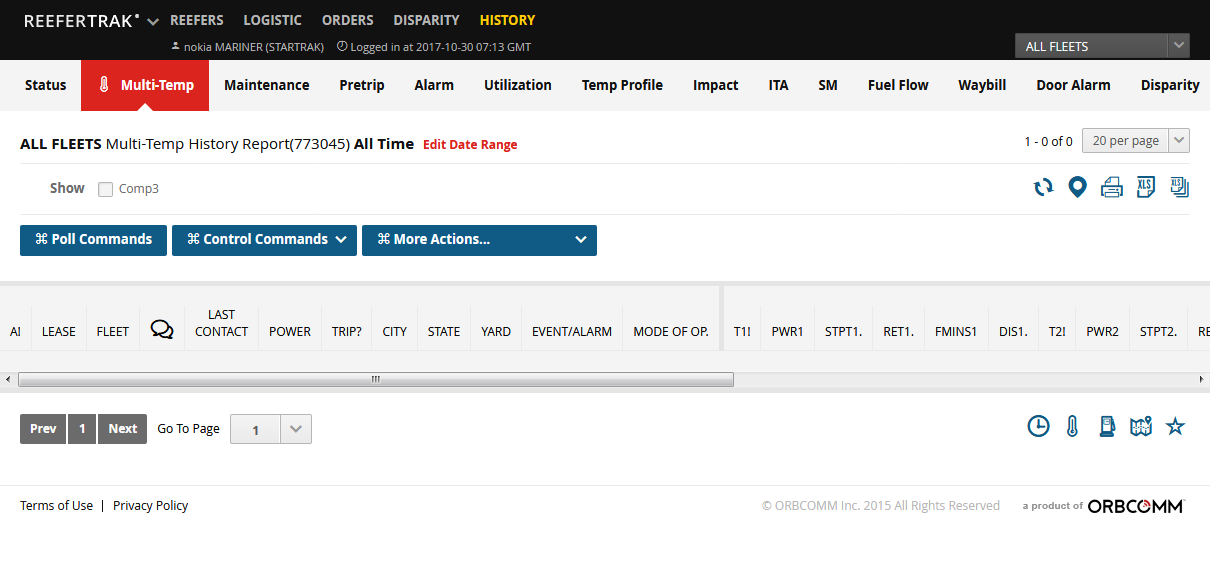 REEFERTRAK REEFERS LOGISTIC ORDERS DISPARITY HISTORY
nokia MARINER (STARTRAK) Logged in at 2017-10-30 07:13 GMT
ALL FLEETS
Status Multi-Temp Maintenance Pretrip Alarm Utilization Temp Profile Impact ITA SM Fuel Flow Waybill Door Alarm Disparity
ALL FLEETS Multi-Temp History Report(773045) All Time Edit Date Range
1 - 0 of 0 20 per page
Show Comp3
XLS XLS
⌘ Poll Commands ⌘ Control Commands ⌘ More Actions...
LAST
CONTACT
LEASE FLEET POWER TRIP? CITY STATE YARD EVENT/ALARM MODE OF OP. PWR1 STPT1. RET1. FMINS1 DIS1. PWR2 STPT2. RE
Prev 1 Next Go To Page 1
Terms of Use | Privacy Policy
© ORBCOMM Inc. 2015 All Rights Reserved a product of ORBCOMM